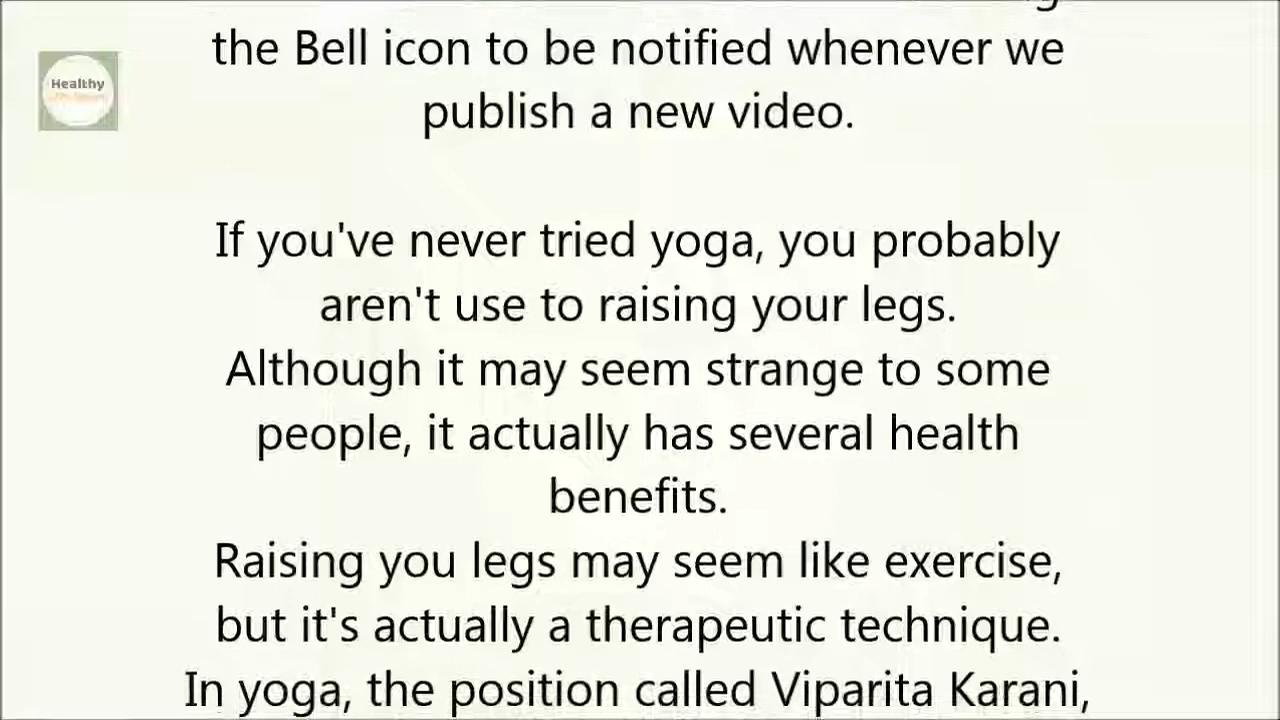 the Bell icon to be notified whenever we
publish a new video.
Healthy
If you've never tried yoga, you probably
aren't use to raising your legs.
Although it may seem strange to some
people, it actually has several health
benefits.
Raising you legs may seem like exercise,
but it's actually a therapeutic technique.
In yoga, the position called Viparita Karani,